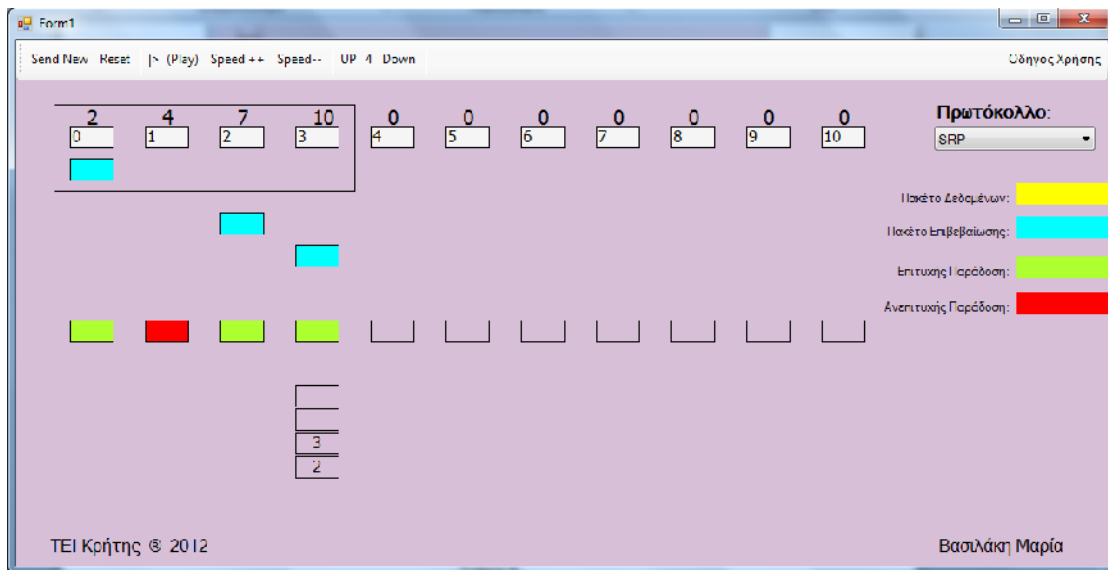 Form1
Send New Reset |> (Play) Speed ++ Speed-- UP 4 Down Οδηγος Χρήσης
2 4 7 10 0 0 0 0 0 0 0 Πρωτόκολλο:
0 1 2 3 4 5 6 7 8 9 10 SRP
Πακέτο Δεδομένων:
Πακέτο Επιβεβαίωσης:
Επιτυχης Παράδοση:
Ανεπιτυχής Παράδοση:
3
2
ΤΕΙ Κρήτης ® 2012 Βασιλάκη Μαρία